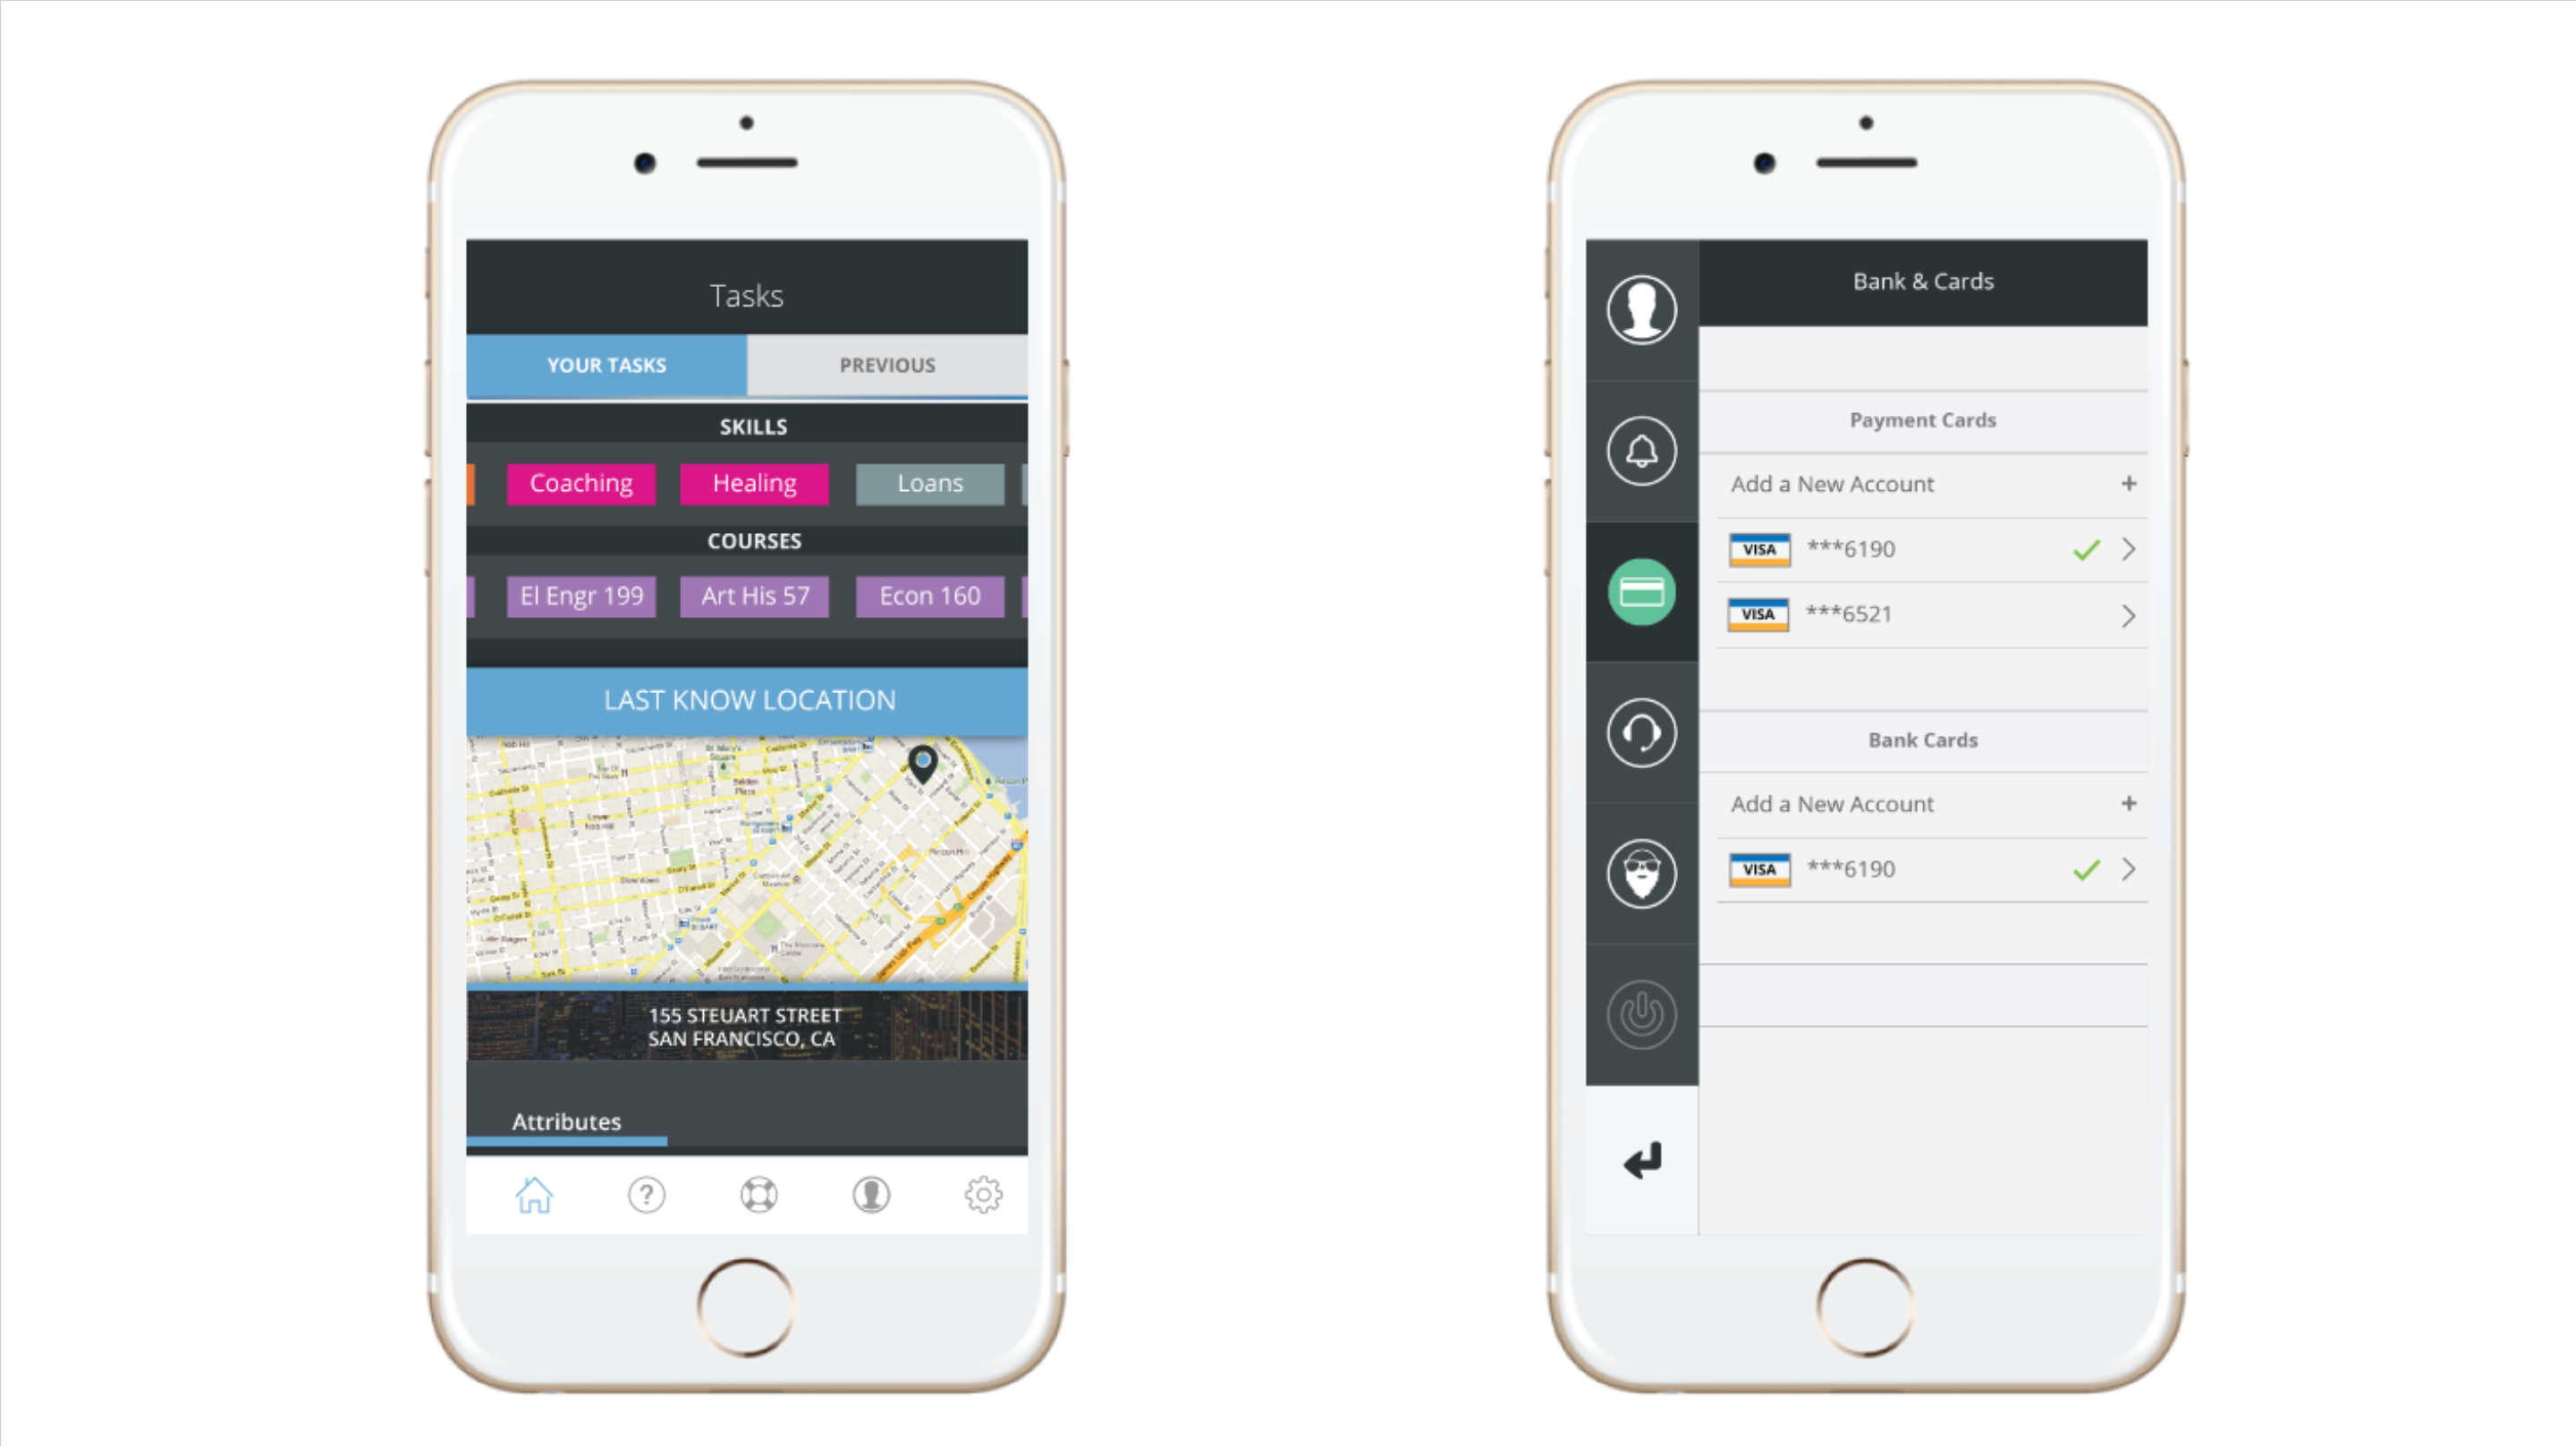 Tasks
YOUR TASKS PREVIOUS
SKILLS
Coaching Healing Loans
COURSES
El Engr 199 Art His 57 Econ 160
LAST KNOW LOCATION
Rincon Hill
155 STEUART STREET
SAN FRANCISCO, CA
Attributes
?
Bank & Cards
Payment Cards
Add a New Account +
VISA ***6190
VISA ***6521
Bank Cards
Add a New Account +
VISA ***6190